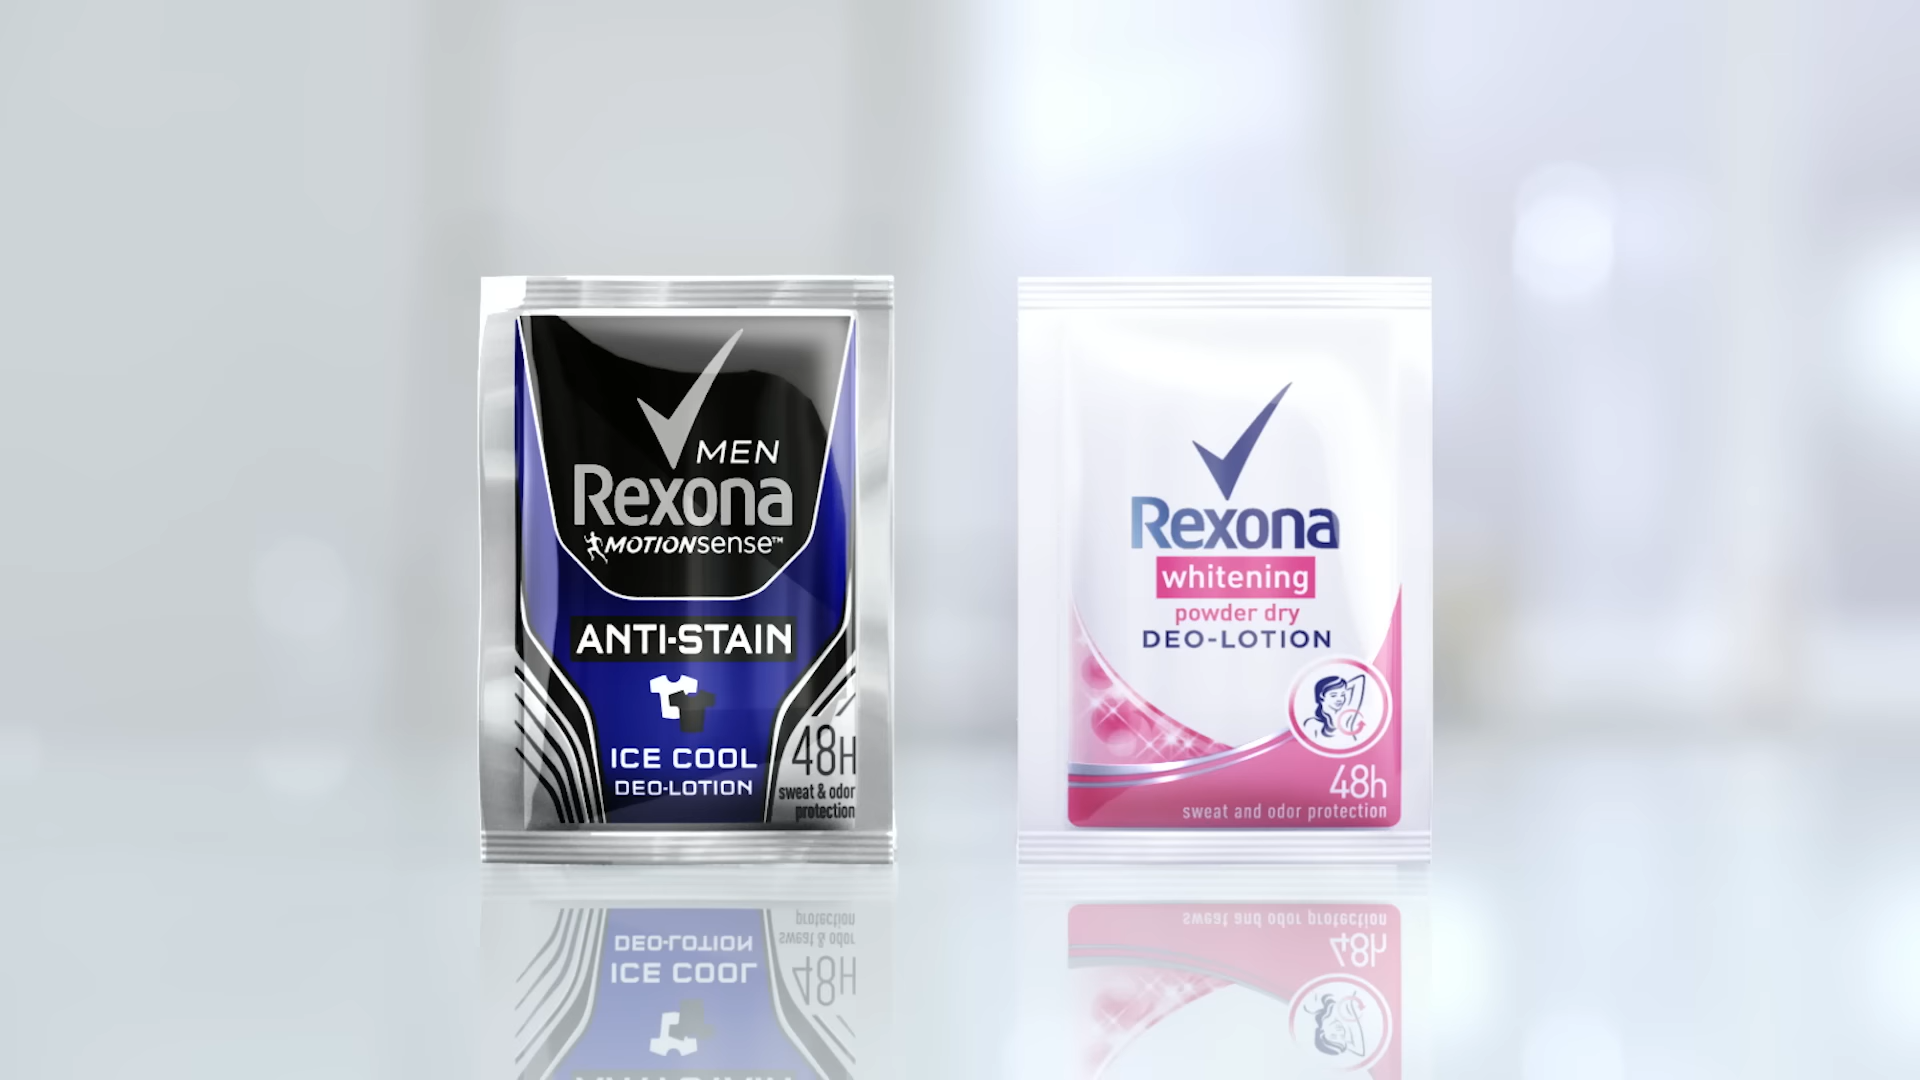 MEN
Rexona
MOTIONsense™
ANTI-STAIN
ICE COOL
DEO-LOTION
48H
sweat & odor
protection
Rexona
whitening
powder dry
DEO-LOTION
48h
sweat and odor protection